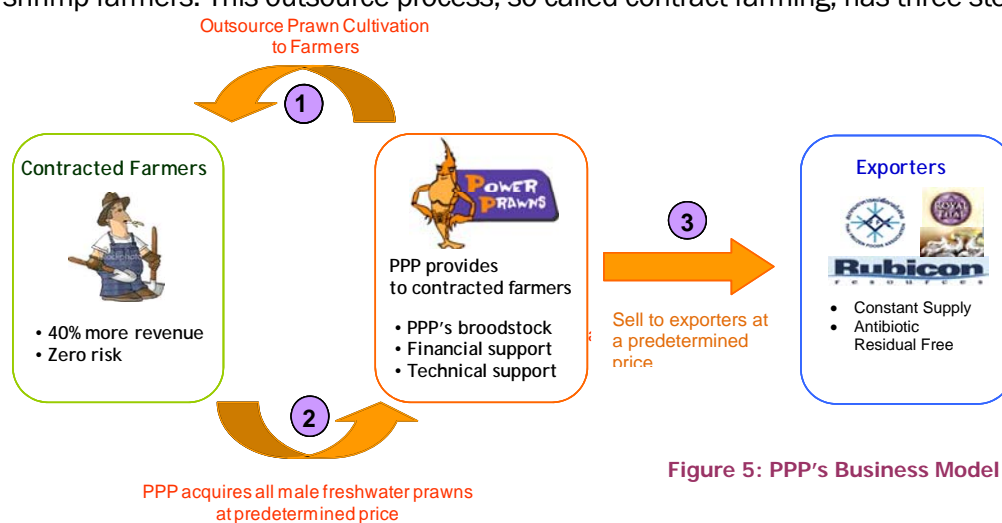 shrimp farmers. This outsource process, so called contract farming, has three ste
Outsource Prawn Cultivation
to Farmers
1
Contracted Farmers
• 40% more revenue
• Zero risk
POWER
PRAWNS
PPP provides
to contracted farmers
• PPP's broodstock
• Financial support
• Technical support
3
Sell to exporters at
a predetermined
price
Exporters
ROYAL
Rubicon
resources
• Constant Supply
• Antibiotic
Residual Free
2
PPP acquires all male freshwater prawns
at predetermined price
Figure 5: PPP's Business Model